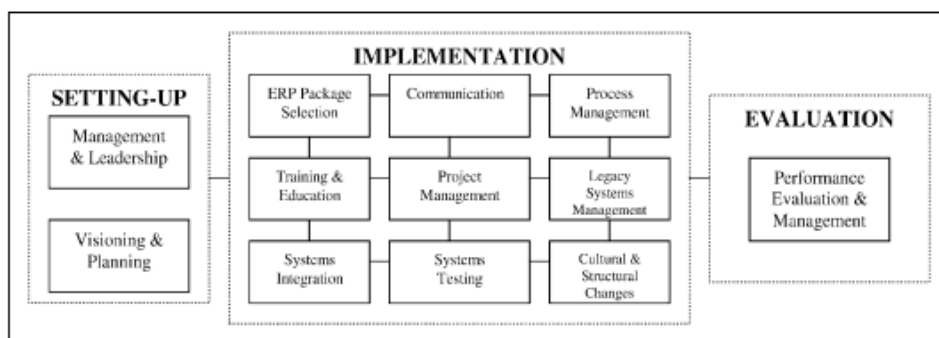 SETTING-UP
Management
& Leadership
Visioning &
Planning
IMPLEMENTATION
ERP Package
Selection
Communication
Process
Management
Training &
Education
Project
Management
Legacy
Systems
Management
Systems
Integration
Systems
Testing
Cultural &
Structural
Changes
EVALUATION
Performance
Evaluation &
Management